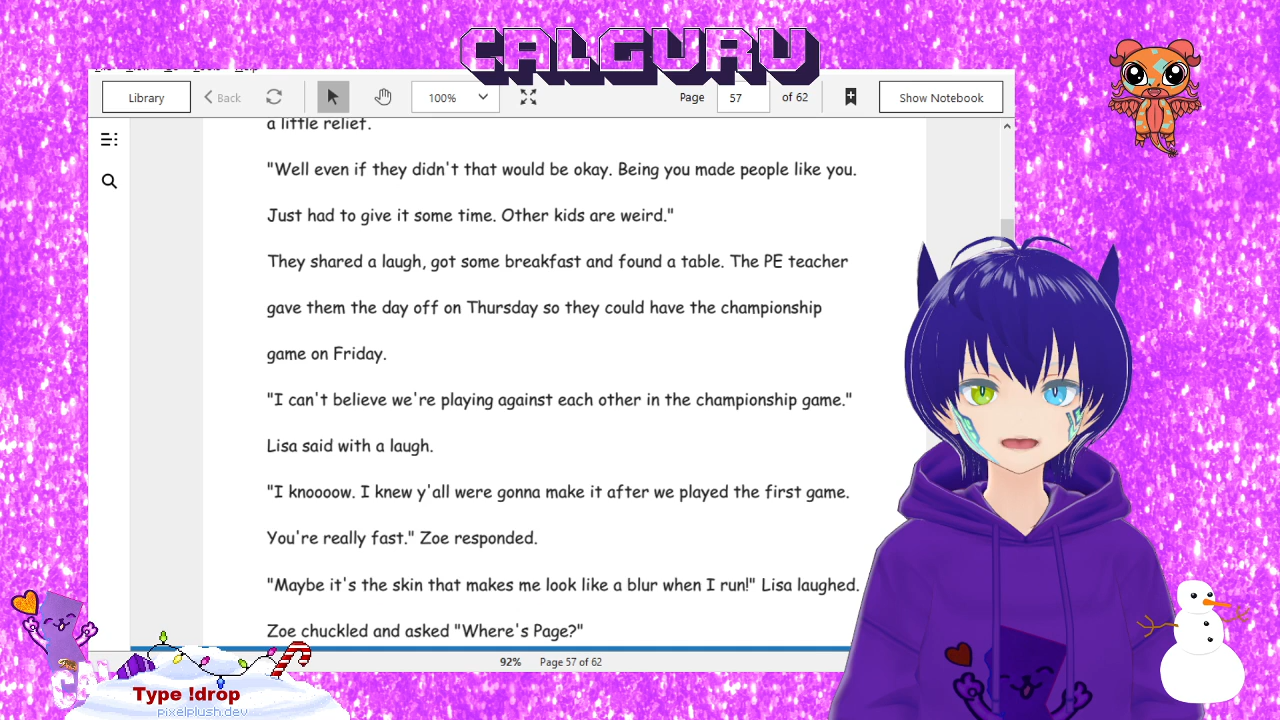 CALGURU
Library
Back
100%
Page 57 of 62
Show Notebook
a little relief.
"Well even if they didn't that would be okay. Being you made people like you.
Just had to give it some time. Other kids are weird."
They shared a laugh, got some breakfast and found a table. The PE teacher
gave them the day off on Thursday so they could have the championship
game on Friday.
"I can't believe we're playing against each other in the championship game."
Lisa said with a laugh.
"I knoooow. I knew y'all were gonna make it after we played the first game.
You're really fast." Zoe responded.
"Maybe it's the skin that makes me look like a blur when I run!" Lisa laughed.
Zoe chuckled and asked "Where's Page?"
92% Page 57 of 62
Type !drop
pixelplush.dev